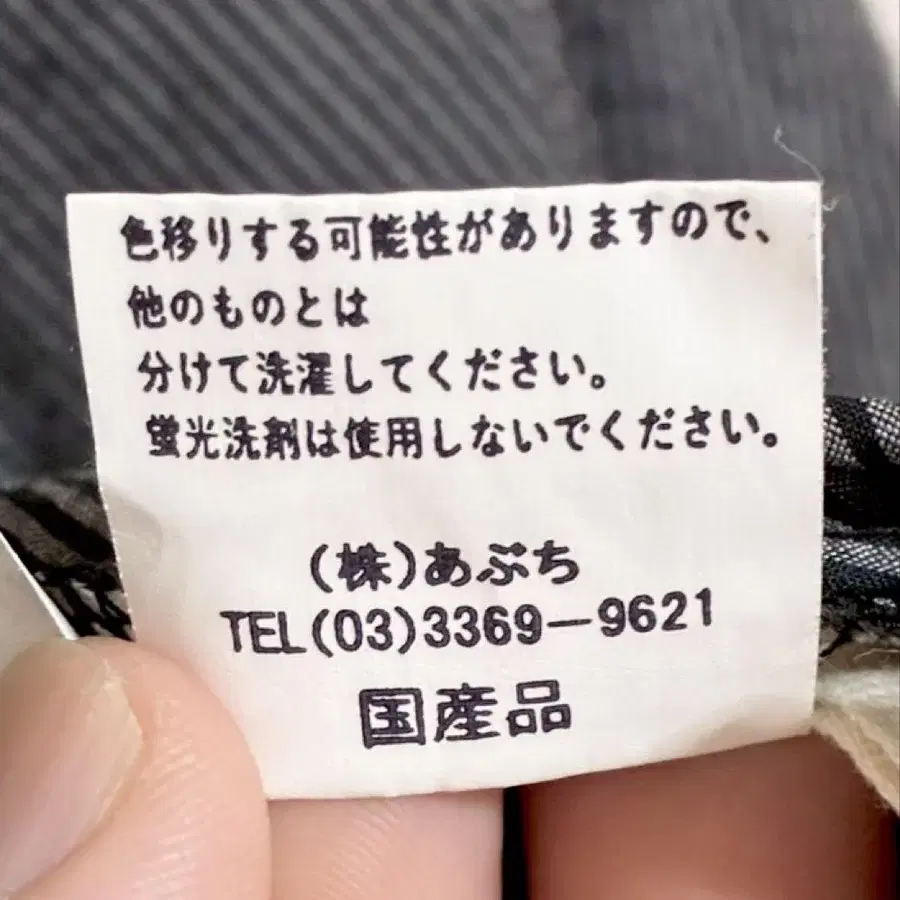 色移りする可能性がありますので、
他のものとは
分けて洗濯してください。
蛍光洗剤は使用しないでください。
(株)あぶち
TEL(03)3369−9621
国産品